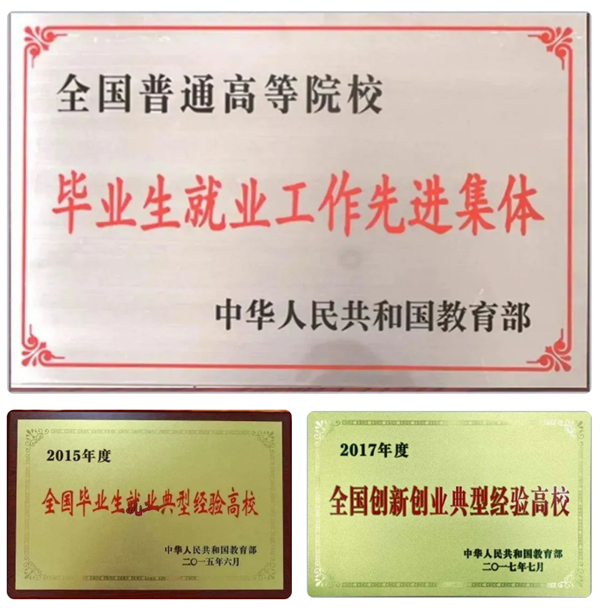 全国普通高等院校
毕业生就业工作先进集体
中华人民共和国教育部
2015年度
全国毕业生就业典型经验高校
中华人民共和国教育部
二〇一五年六月
2017年度
全国创新创业典型经验高校
中华人民共和国教育部
二〇一七年七月